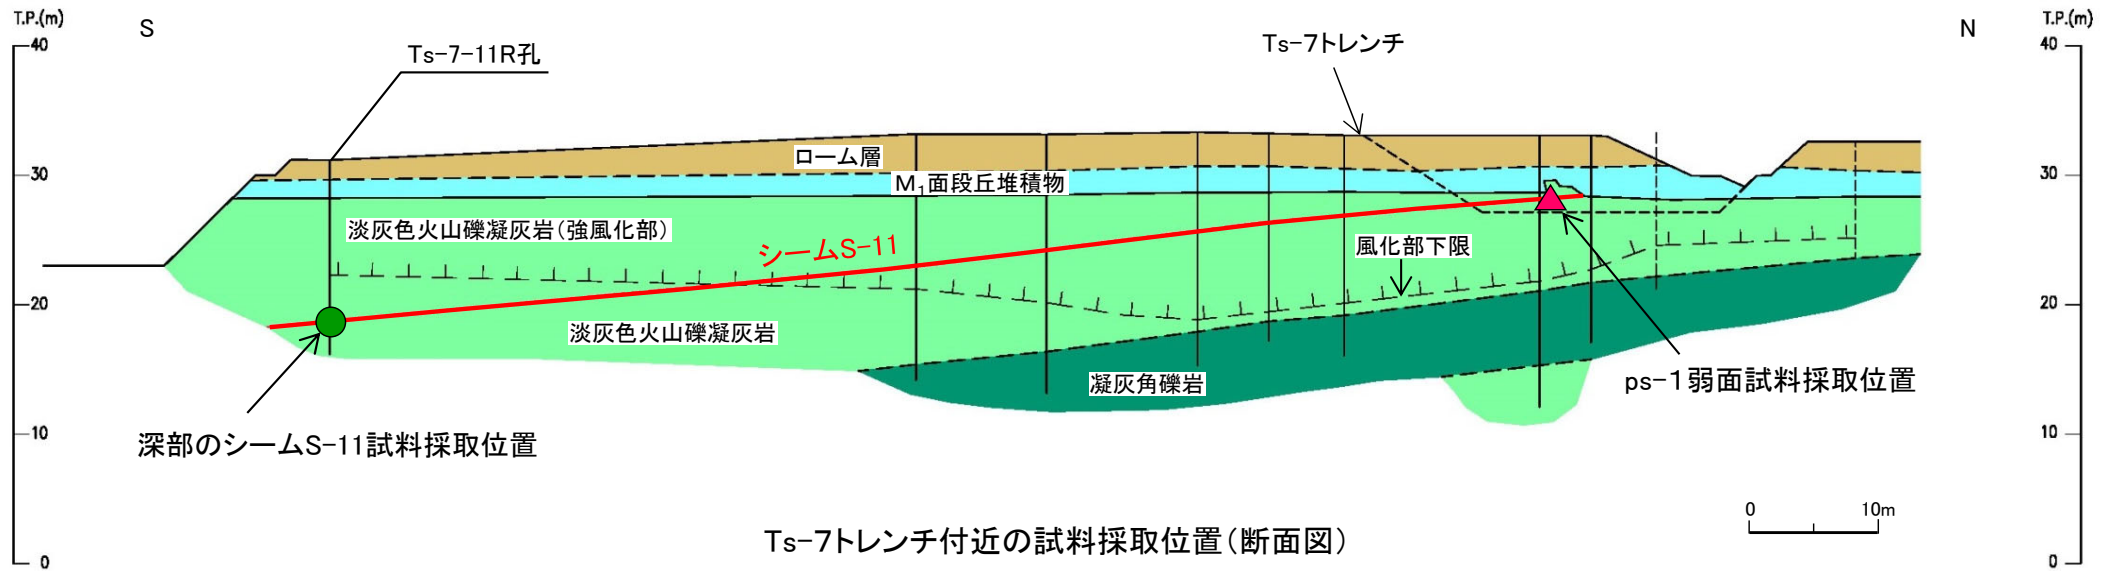 T.P.(m)
S
N
T.P.(m)
40
40
Ts-7-11R孔
Ts-7トレンチ
ローム層
30
M₁面段丘堆積物
30
淡灰色火山礫凝灰岩(強風化部)
シームS-11
風化部下限
20
20
淡灰色火山礫凝灰岩
凝灰角礫岩
ps-1弱面試料採取位置
深部のシームS-11試料採取位置
10
10
0
10m
Ts-7トレンチ付近の試料採取位置(断面図)
0
0